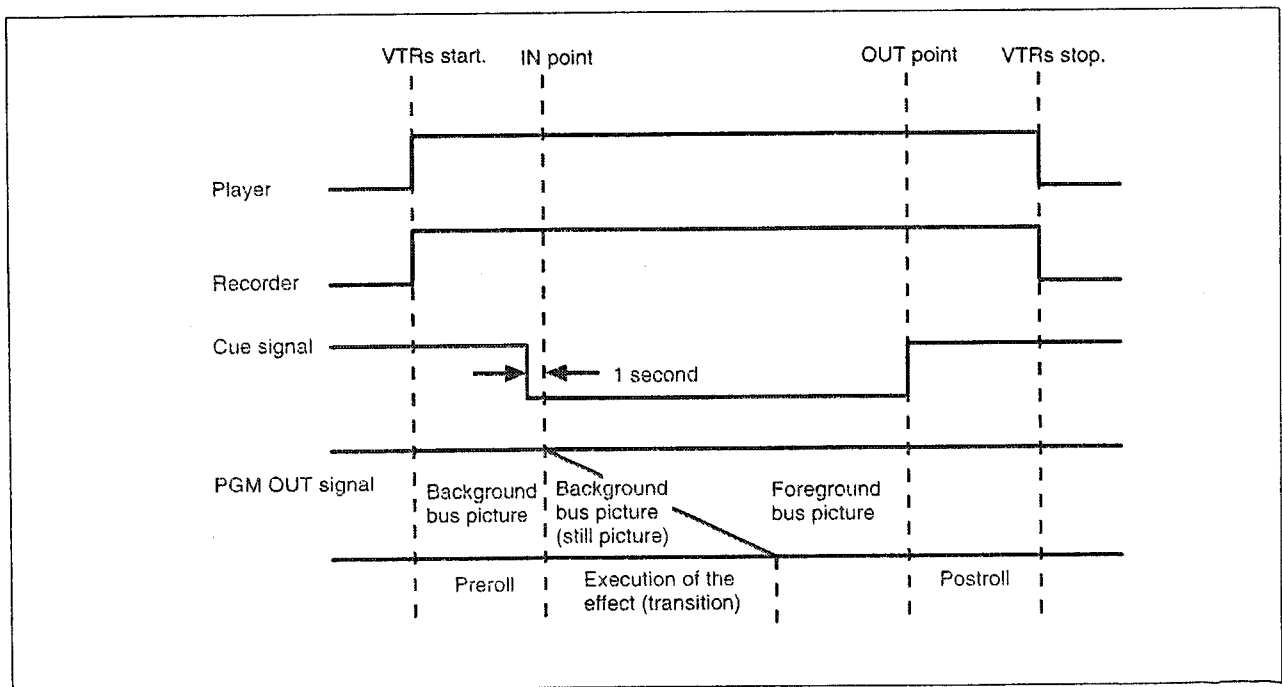 VTRs start.
IN point
OUT point
VTRs stop.
Player
Recorder
Cue signal
1 second
PGM OUT signal
Background
bus picture
Background
bus picture
(still picture)
Foreground
bus picture
Preroll
Execution of the
effect (transition)
Postroll